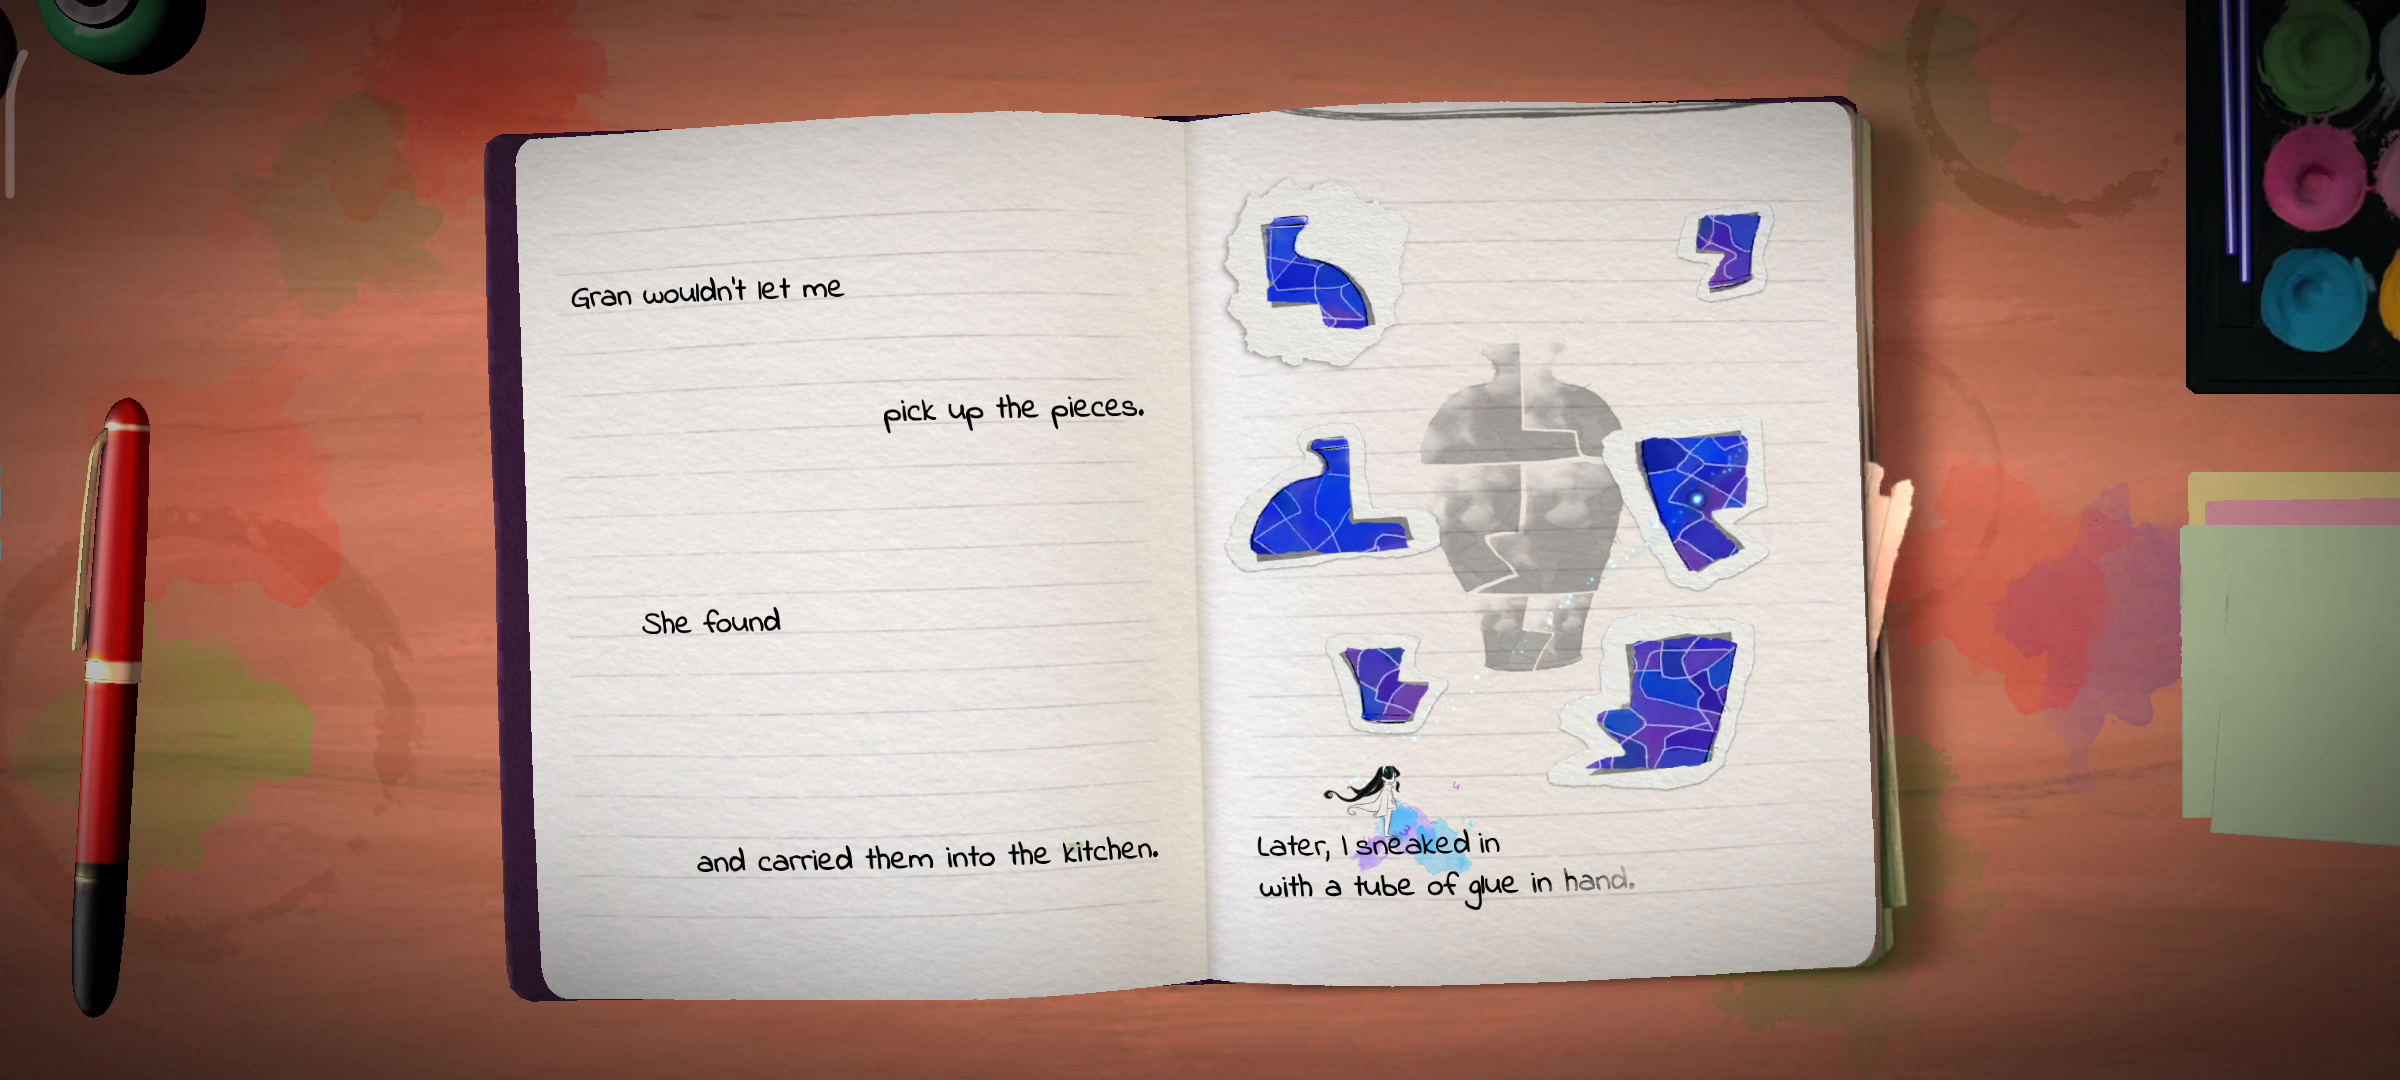 Gran wouldn't let me
pick up the pieces.
She found
and carried them into the kitchen.
Later, I sneaked in
with a tube of glue in hand.